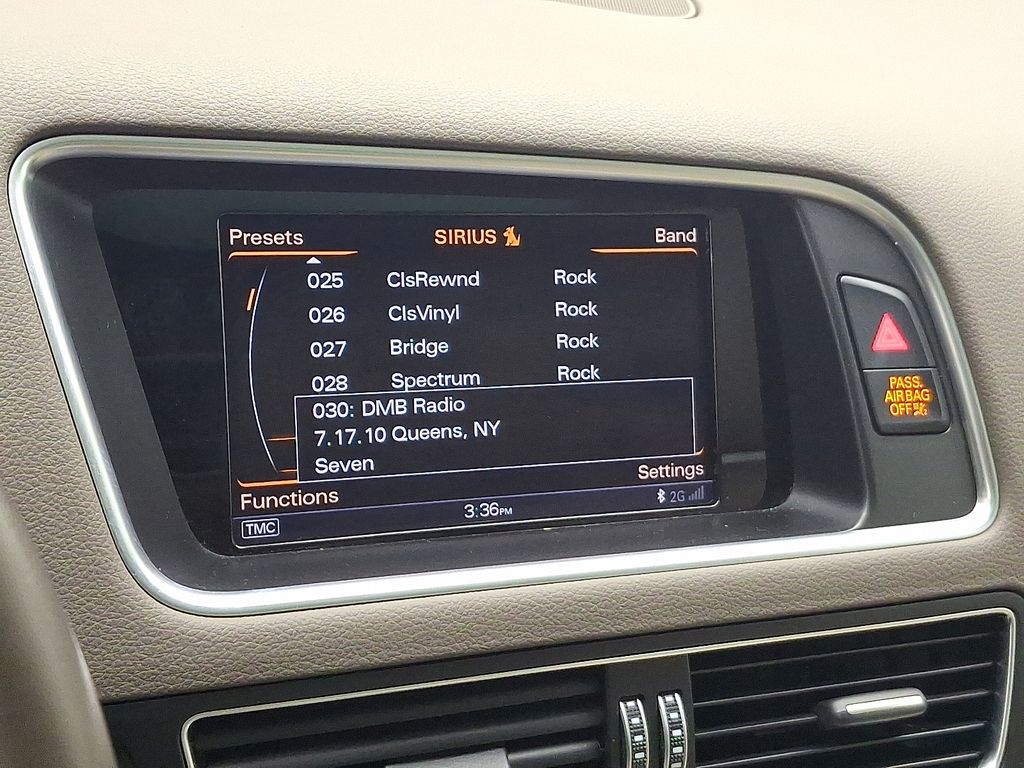 Presets SIRIUS Band
025 ClsRewnd Rock
026 ClsVinyl Rock
027 Bridge Rock
028 Spectrum Rock
030: DMB Radio
7.17.10 Queens, NY
Seven
Settings
Functions
2G
TMC 3:36PM
PASS.
AIR BAG
OFF